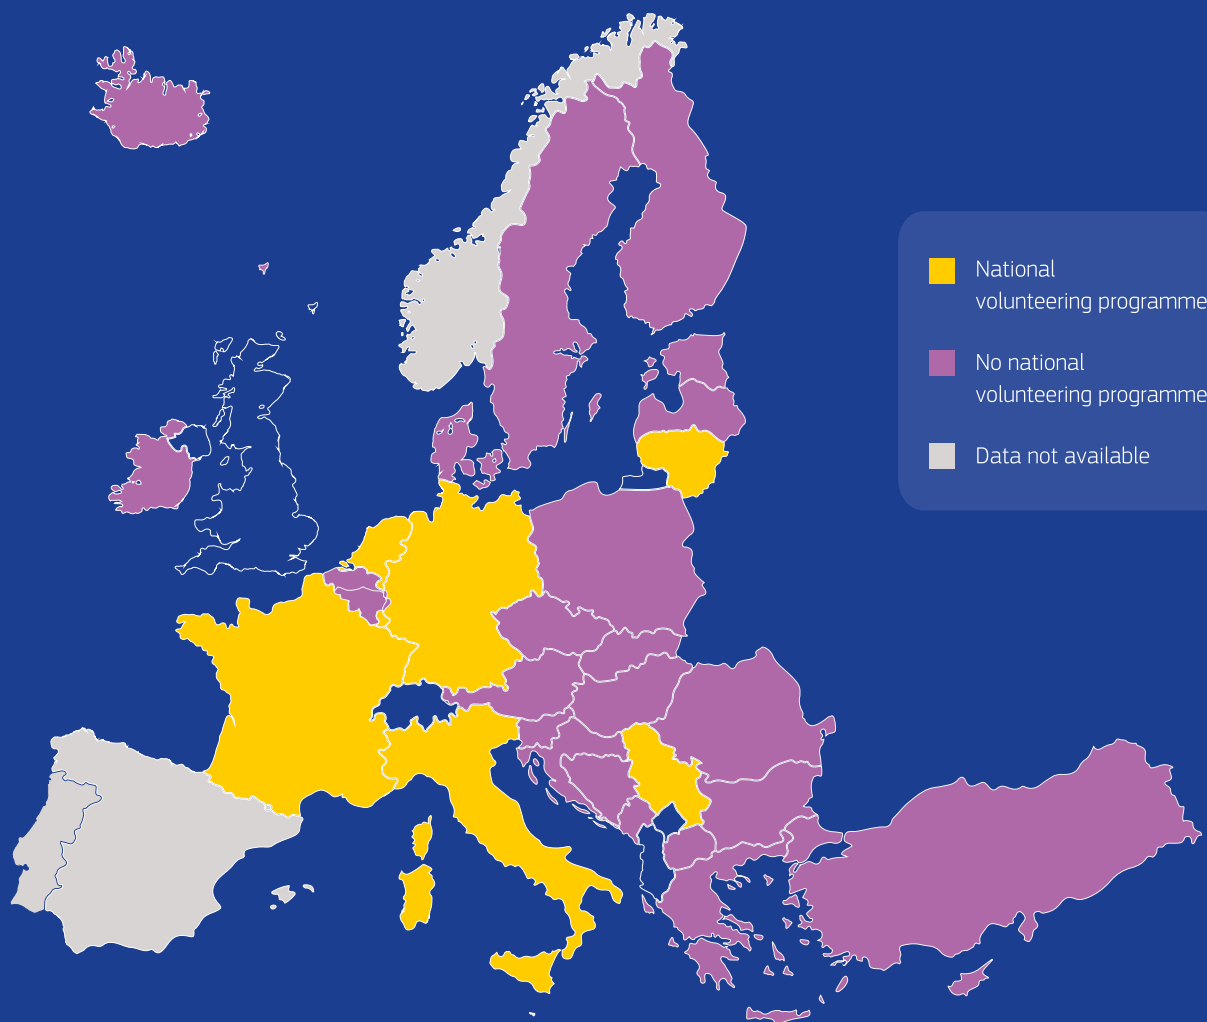 National
volunteering programme
No national
volunteering programme
Data not available